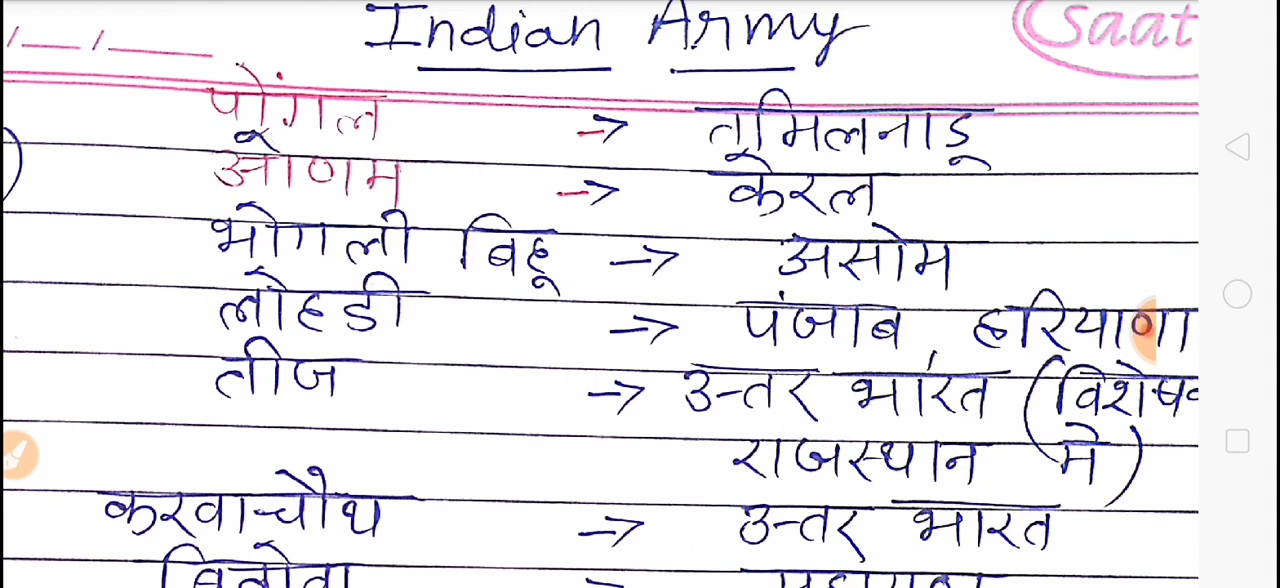 Indian Army
saat
पोंगल -> तमिलनाडू
ओणम -> केरल
भोगली बिहू -> असोम
लोहडी -> पंजाब, हरियाणा
तीज -> उत्तर भारत (विशेष
राजस्थान मे)
करवाचौथ -> उत्तर भारत